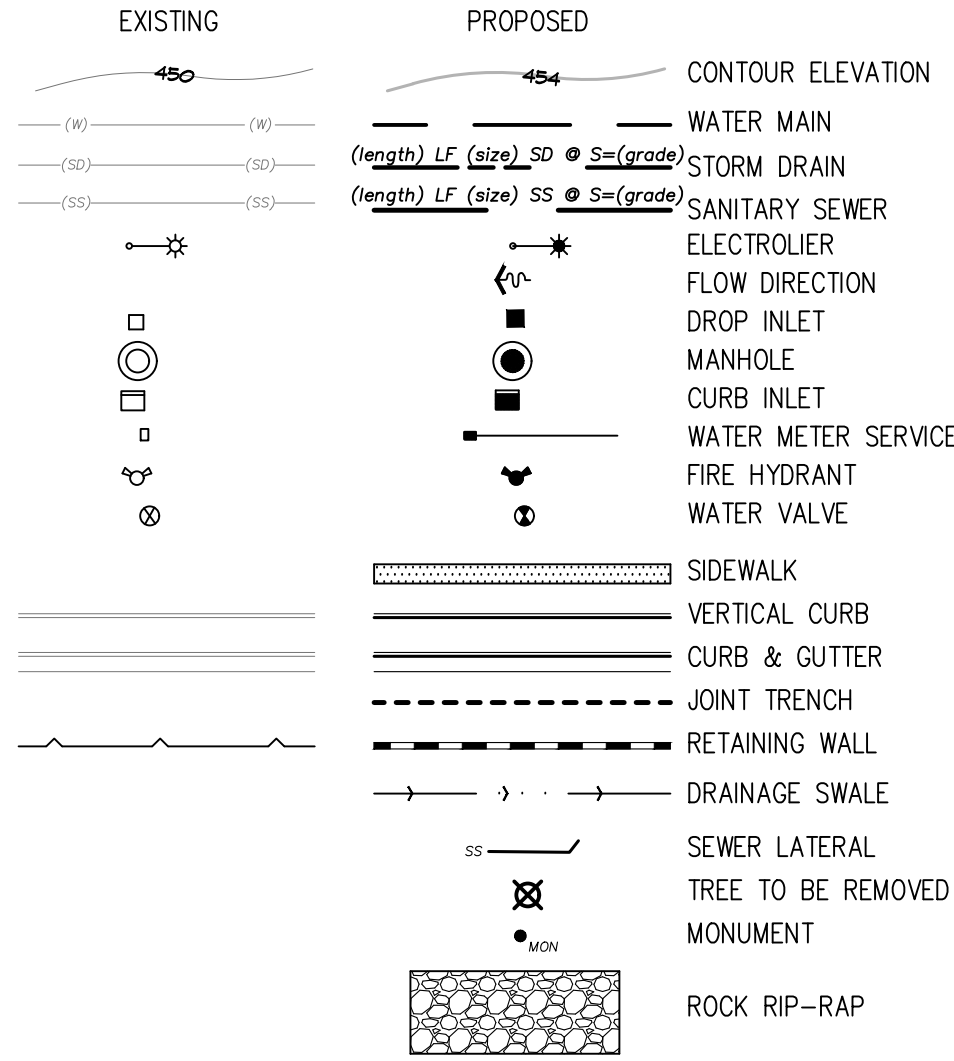 EXISTING PROPOSED
450 454 CONTOUR ELEVATION
(W) (W) WATER MAIN
(SD) (SD) (length) LF (size) SD @ S=(grade) STORM DRAIN
(SS) (SS) (length) LF (size) SS @ S=(grade) SANITARY SEWER
ELECTROLIER
FLOW DIRECTION
DROP INLET
MANHOLE
CURB INLET
WATER METER SERVICE
FIRE HYDRANT
WATER VALVE
SIDEWALK
VERTICAL CURB
CURB & GUTTER
JOINT TRENCH
RETAINING WALL
DRAINAGE SWALE
SS SEWER LATERAL
TREE TO BE REMOVED
MON MONUMENT
ROCK RIP-RAP